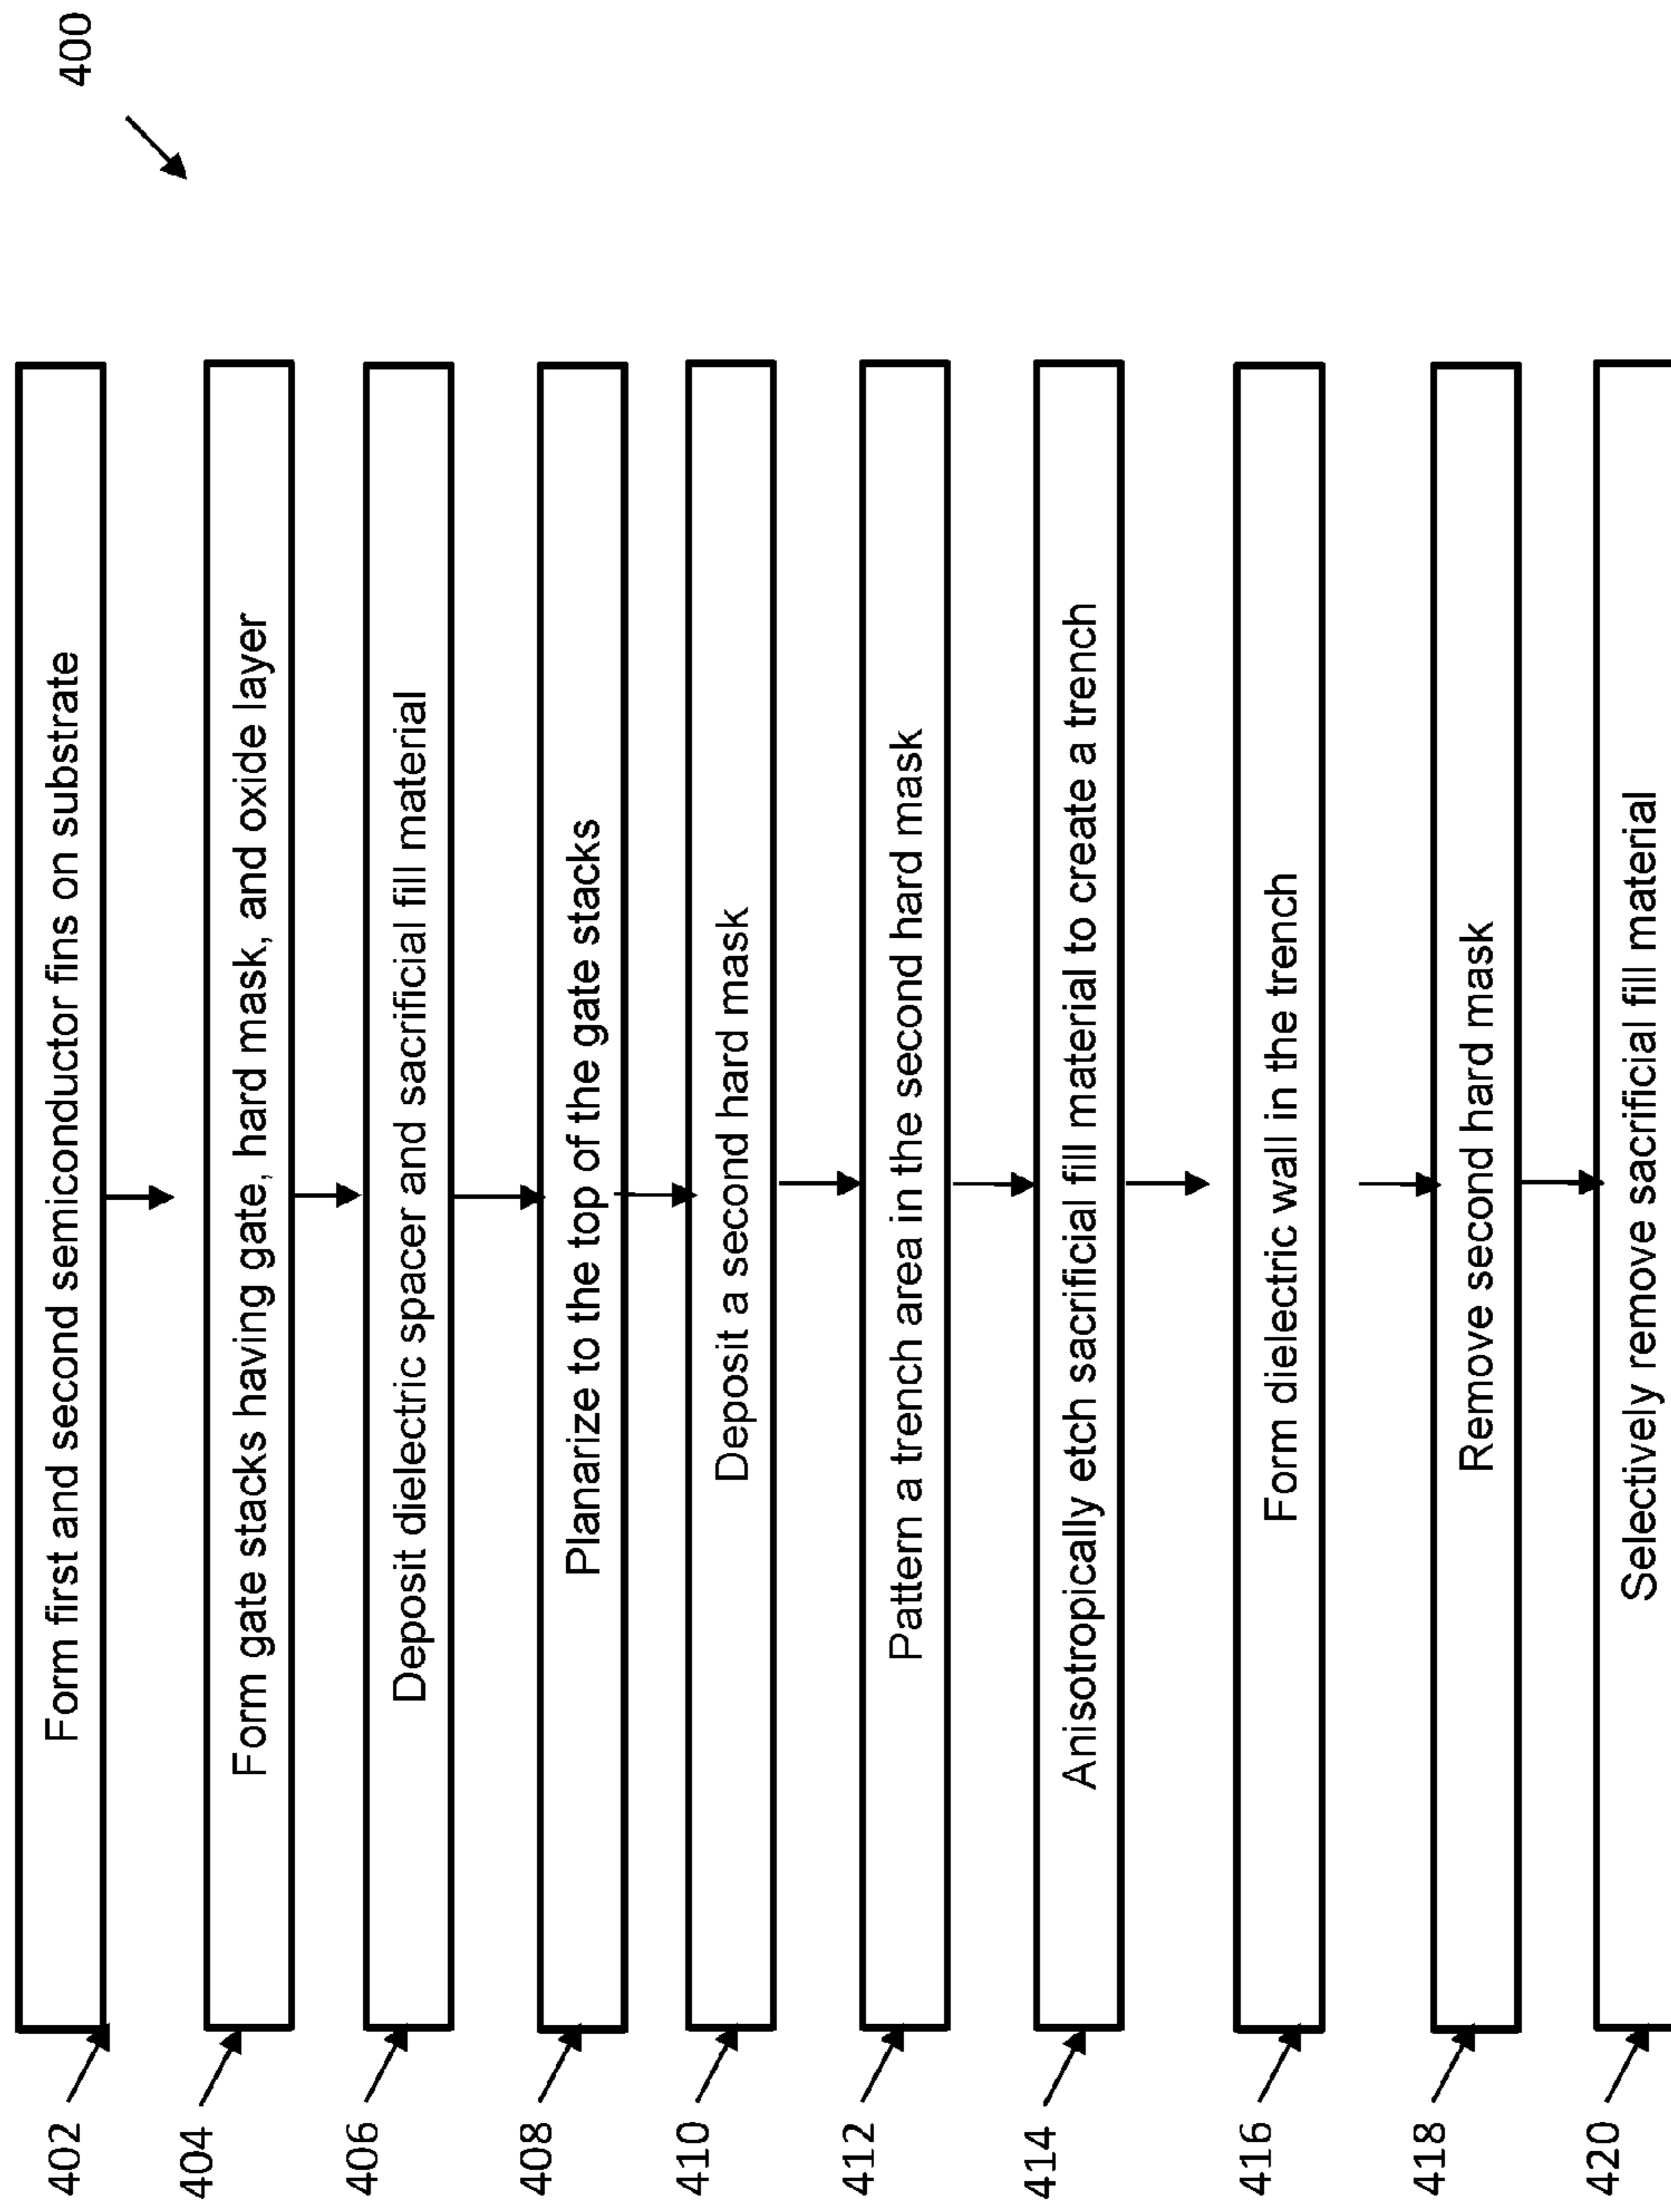 400
402
Form first and second semiconductor fins on substrate
404
Form gate stacks having gate, hard mask, and oxide layer
406
Deposit dielectric spacer and sacrificial fill material
408
Planarize to the top of the gate stacks
410
Deposit a second hard mask
412
Pattern a trench area in the second hard mask
414
Anisotropically etch sacrificial fill material to create a trench
416
Form dielectric wall in the trench
418
Remove second hard mask
420
Selectively remove sacrificial fill material